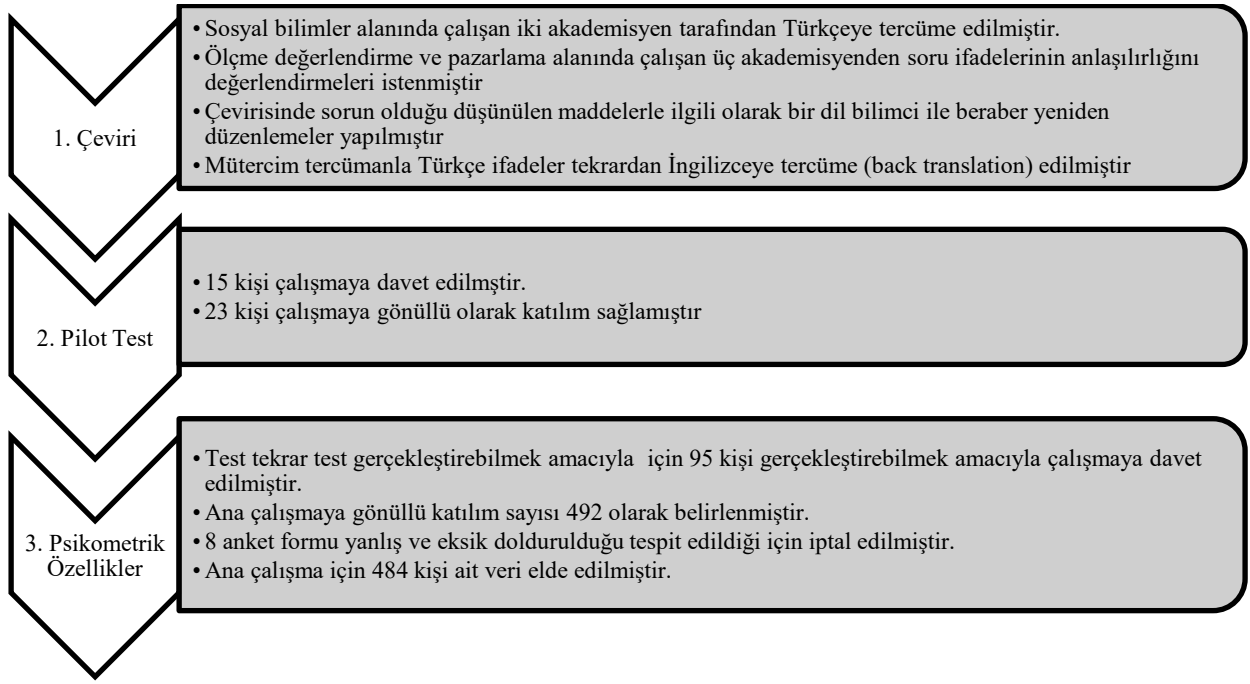 1. Çeviri
• Sosyal bilimler alanında çalışan iki akademisyen tarafından Türkçeye tercüme edilmiştir.
• Ölçme değerlendirme ve pazarlama alanında çalışan üç akademisyenden soru ifadelerinin anlaşılırlığını
değerlendirmeleri istenmiştir
• Çevirisinde sorun olduğu düşünülen maddelerle ilgili olarak bir dil bilimci ile beraber yeniden
düzenlemeler yapılmıştır
• Mütercim tercümanla Türkçe ifadeler tekrardan İngilizceye tercüme (back translatıon) edilmiştir
2. Pilot Test
• 15 kişi çalışmaya davet edilmştir.
• 23 kişi çalışmaya gönüllü olarak katılım sağlamıştır
3. Psikometrik
Özellikler
• Test tekrar test gerçekleştirebilmek amacıyla  için 95 kişi gerçekleştirebilmek amacıyla çalışmaya davet
edilmiştir.
• Ana çalışmaya gönüllü katılım sayısı 492 olarak belirlenmiştir.
• 8 anket formu yanlış ve eksik doldurulduğu tespit edildiği için iptal edilmiştir.
• Ana çalışma için 484 kişi ait veri elde edilmiştir.